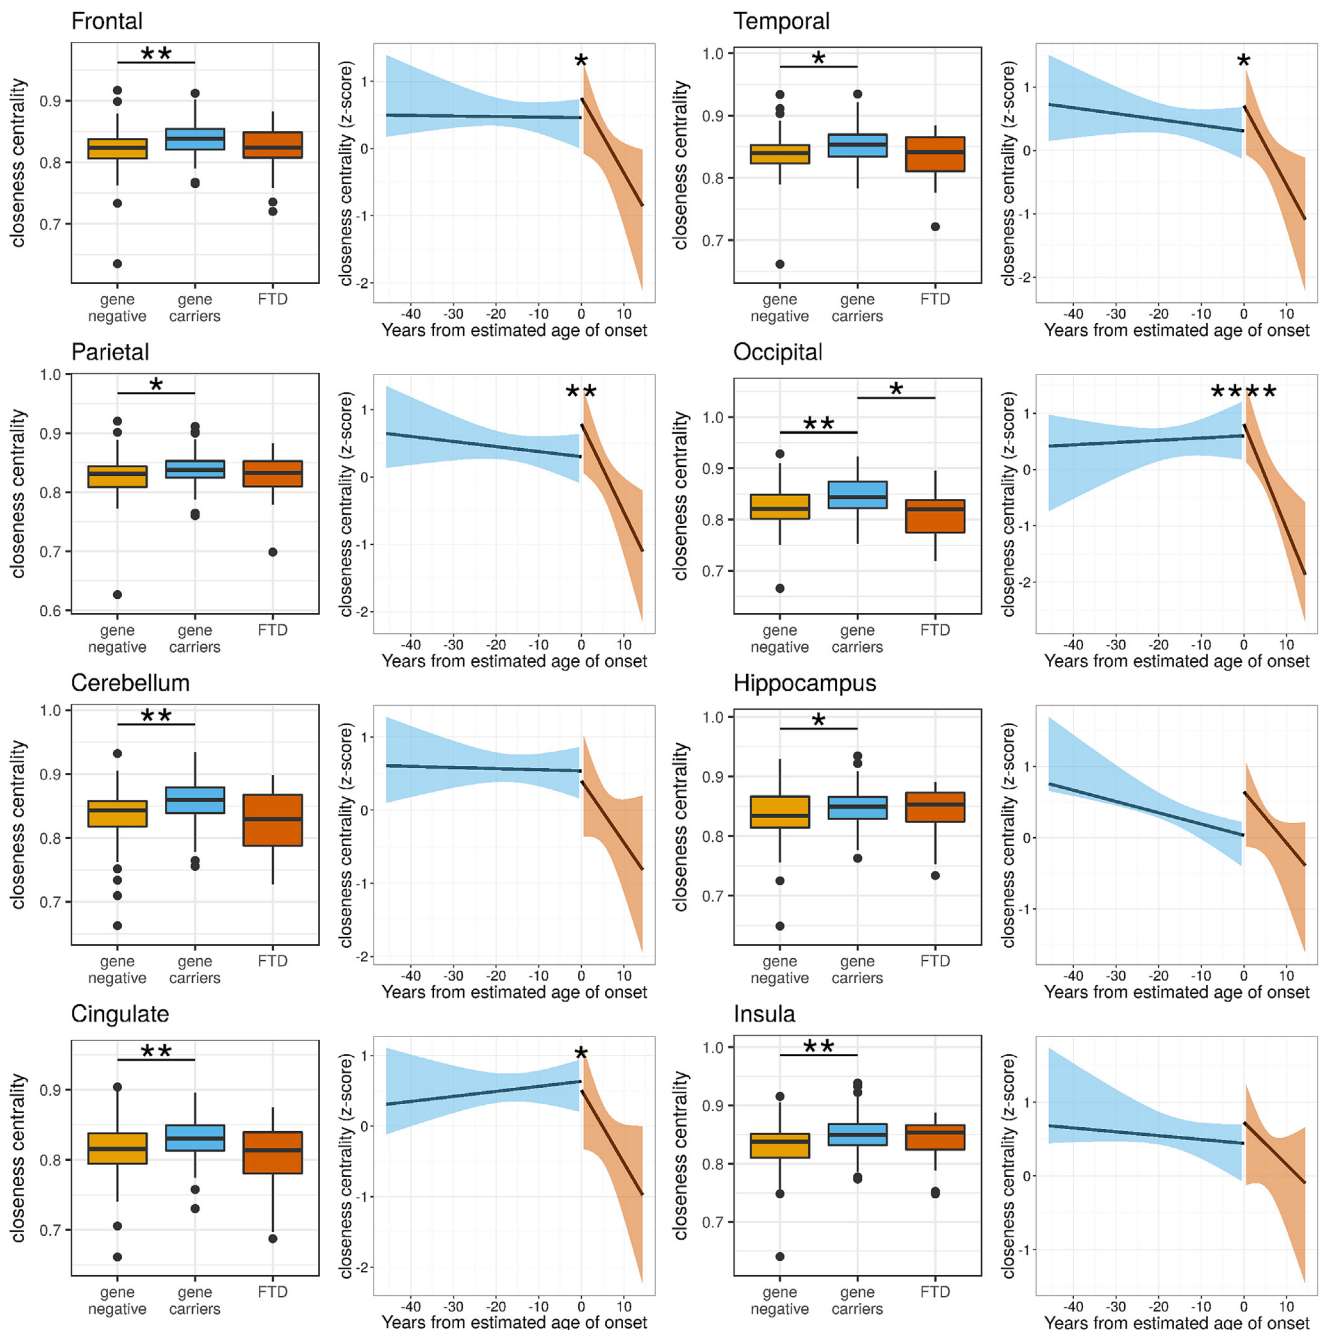 Frontal
closeness centrality
0.9
0.8
0.7
**
gene negative
gene carriers
FTD
closeness centrality (z-score)
1
0
-1
-2
*
-40 -30 -20 -10 0 10
Years from estimated age of onset
Temporal
closeness centrality
1.0
0.9
0.8
0.7
*
gene negative
gene carriers
FTD
closeness centrality (z-score)
1
0
-1
-2
*
-40 -30 -20 -10 0 10
Years from estimated age of onset
Parietal
closeness centrality
1.0
0.9
0.8
0.7
0.6
*
gene negative
gene carriers
FTD
closeness centrality (z-score)
1
0
-1
-2
**
-40 -30 -20 -10 0 10
Years from estimated age of onset
Occipital
closeness centrality
1.0
0.9
0.8
0.7
**
*
gene negative
gene carriers
FTD
closeness centrality (z-score)
1
0
-1
-2
****
-40 -30 -20 -10 0 10
Years from estimated age of onset
Cerebellum
closeness centrality
1.0
0.9
0.8
0.7
**
gene negative
gene carriers
FTD
closeness centrality (z-score)
1
0
-1
-2
-40 -30 -20 -10 0 10
Years from estimated age of onset
Hippocampus
closeness centrality
1.0
0.9
0.8
0.7
*
gene negative
gene carriers
FTD
closeness centrality (z-score)
1
0
-1
-40 -30 -20 -10 0 10
Years from estimated age of onset
Cingulate
closeness centrality
0.9
0.8
0.7
**
gene negative
gene carriers
FTD
closeness centrality (z-score)
1
0
-1
-2
*
-40 -30 -20 -10 0 10
Years from estimated age of onset
Insula
closeness centrality
1.0
0.9
0.8
0.7
**
gene negative
gene carriers
FTD
closeness centrality (z-score)
1
0
-1
-40 -30 -20 -10 0 10
Years from estimated age of onset